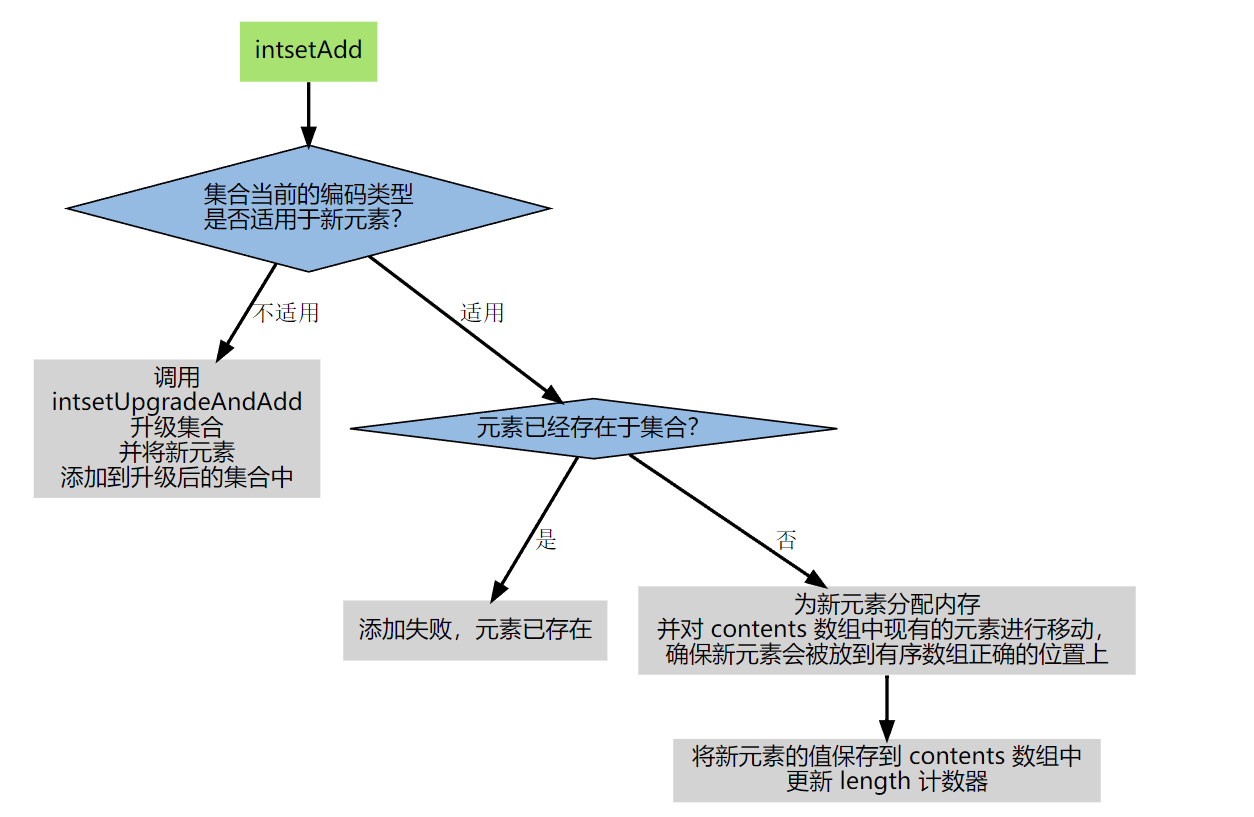 intsetAdd
集合当前的编码类型
是否适用于新元素?
不适用
适用
调用
intsetUpgradeAndAdd
升级集合
并将新元素
添加到升级后的集合中
元素已经存在于集合?
是
否
添加失败，元素已存在
为新元素分配内存
并对 contents 数组中现有的元素进行移动，
确保新元素会被放到有序数组正确的位置上
将新元素的值保存到 contents 数组中
更新 length 计数器